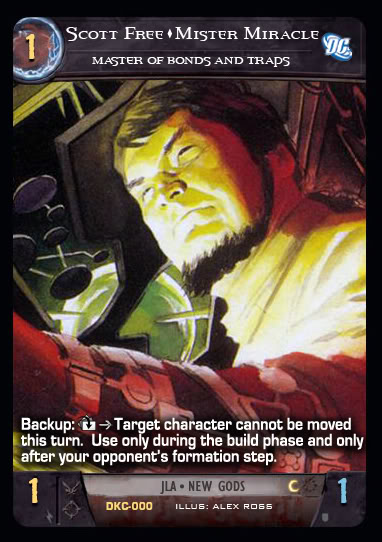 1
SCOTT FREE♦MISTER MIRACLE
DC
MASTER OF BONDS AND TRAPS
Backup: → Target character cannot be moved
this turn. Use only during the build phase and only
after your opponent's formation step.
1
JLA • NEW GODS
C
1
DKC-000 ILLUS: ALEX ROSS